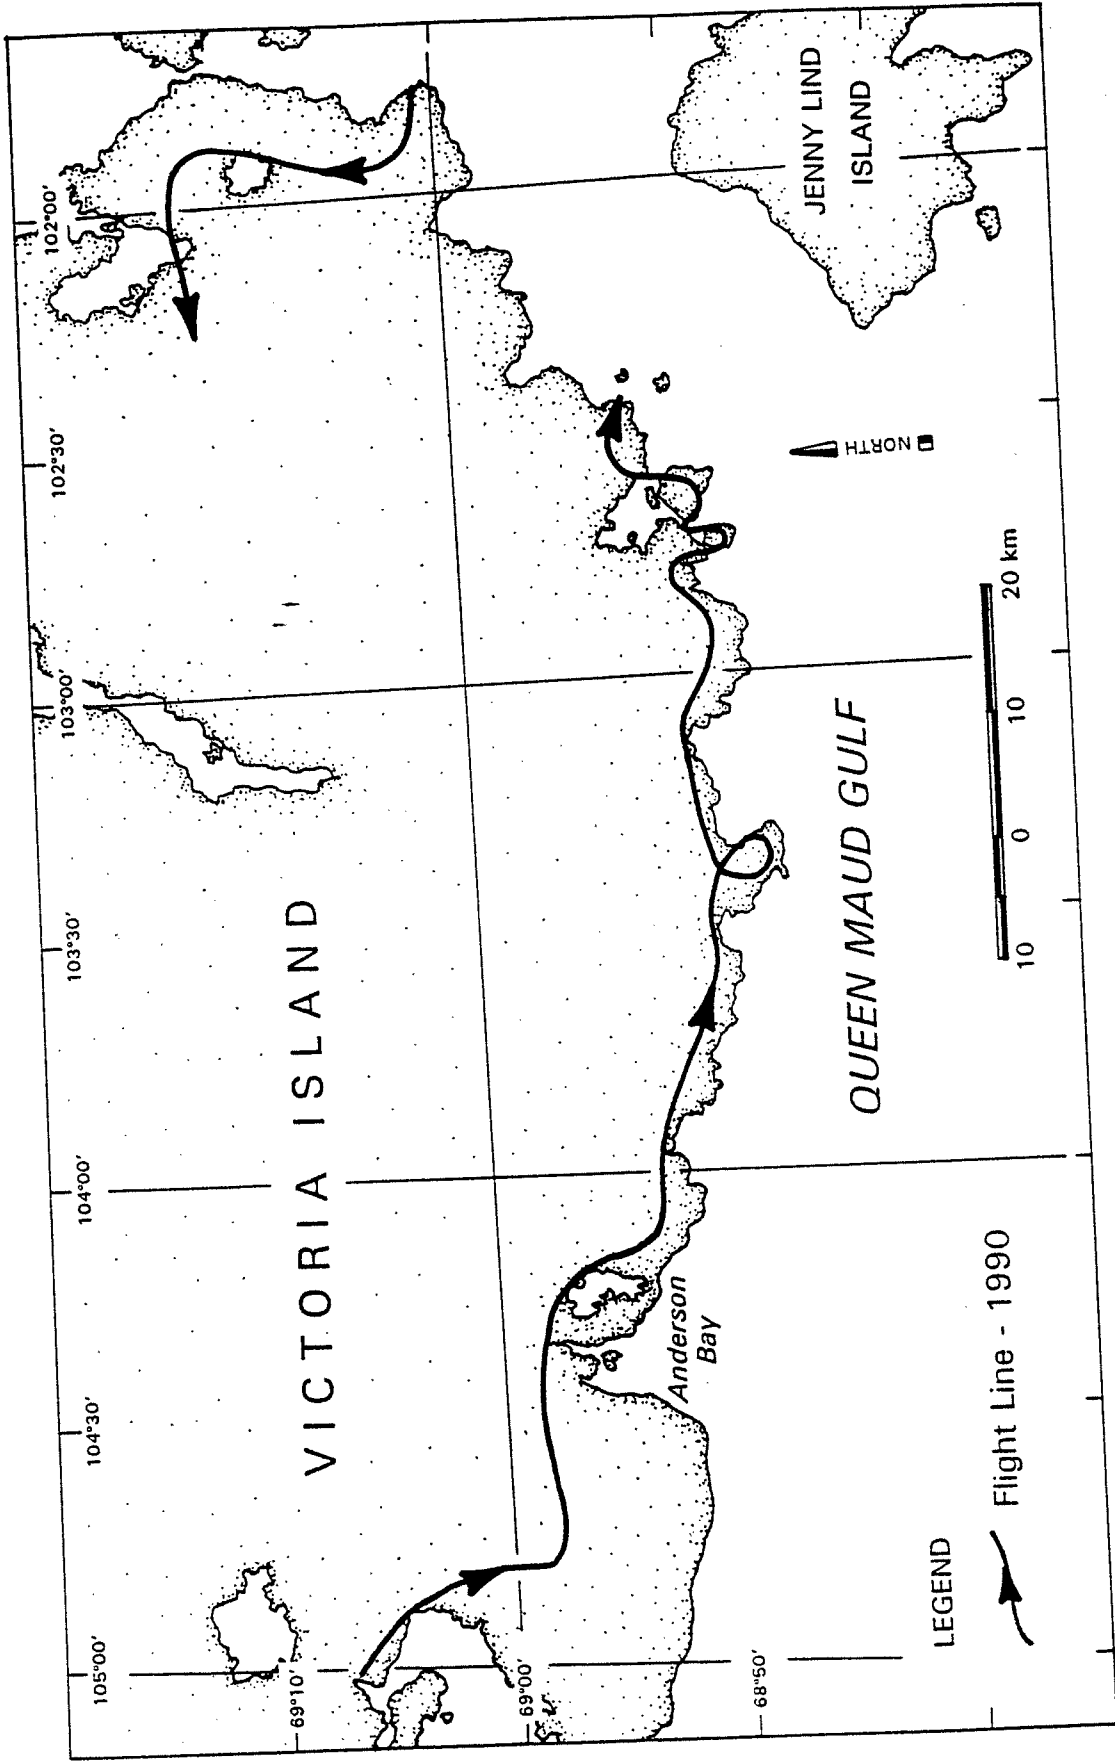 105°00'
104°30'
104°00'
103°30'
103°00'
102°30'
102°00'
69°10'
69°00'
68°50'
VICTORIA ISLAND
Anderson
Bay
QUEEN MAUD GULF
JENNY LIND
ISLAND
NORTH
LEGEND
Flight Line - 1990
10 0 10 20 km